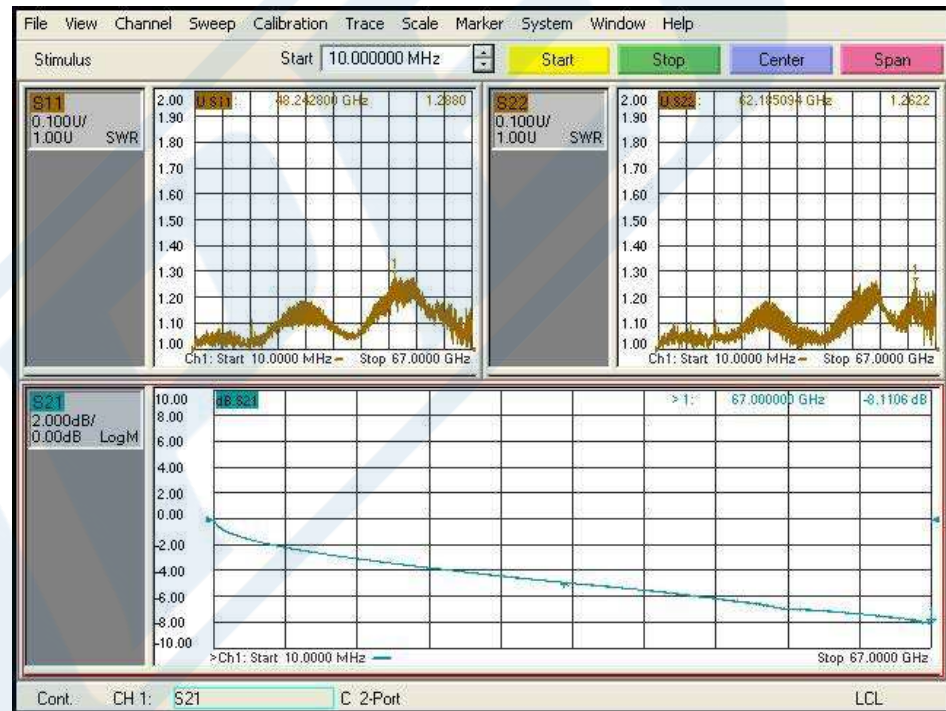 File View Channel Sweep Calibration Trace Scale Marker System Window Help
Stimulus Start 10.000000 MHz Start Stop Center Span
S11
0.100U/
1.00U SWR
2.00
1.90
1.80
1.70
1.60
1.50
1.40
1.30
1.20
1.10
1.00
U S11: 48.242800 GHz 1.2880
1
Ch1: Start 10.0000 MHz Stop 67.0000 GHz
S22
0.100U/
1.00U SWR
2.00
1.90
1.80
1.70
1.60
1.50
1.40
1.30
1.20
1.10
1.00
U S22: 62.185094 GHz 1.2622
1
Ch1: Start 10.0000 MHz Stop 67.0000 GHz
S21
2.000dB/
0.00dB LogM
10.00
8.00
6.00
4.00
2.00
0.00
-2.00
-4.00
-6.00
-8.00
-10.00
dB S21 > 1: 67.000000 GHz -8.1106 dB
>Ch1: Start 10.0000 MHz Stop 67.0000 GHz
Cont. CH 1: S21 C 2-Port LCL